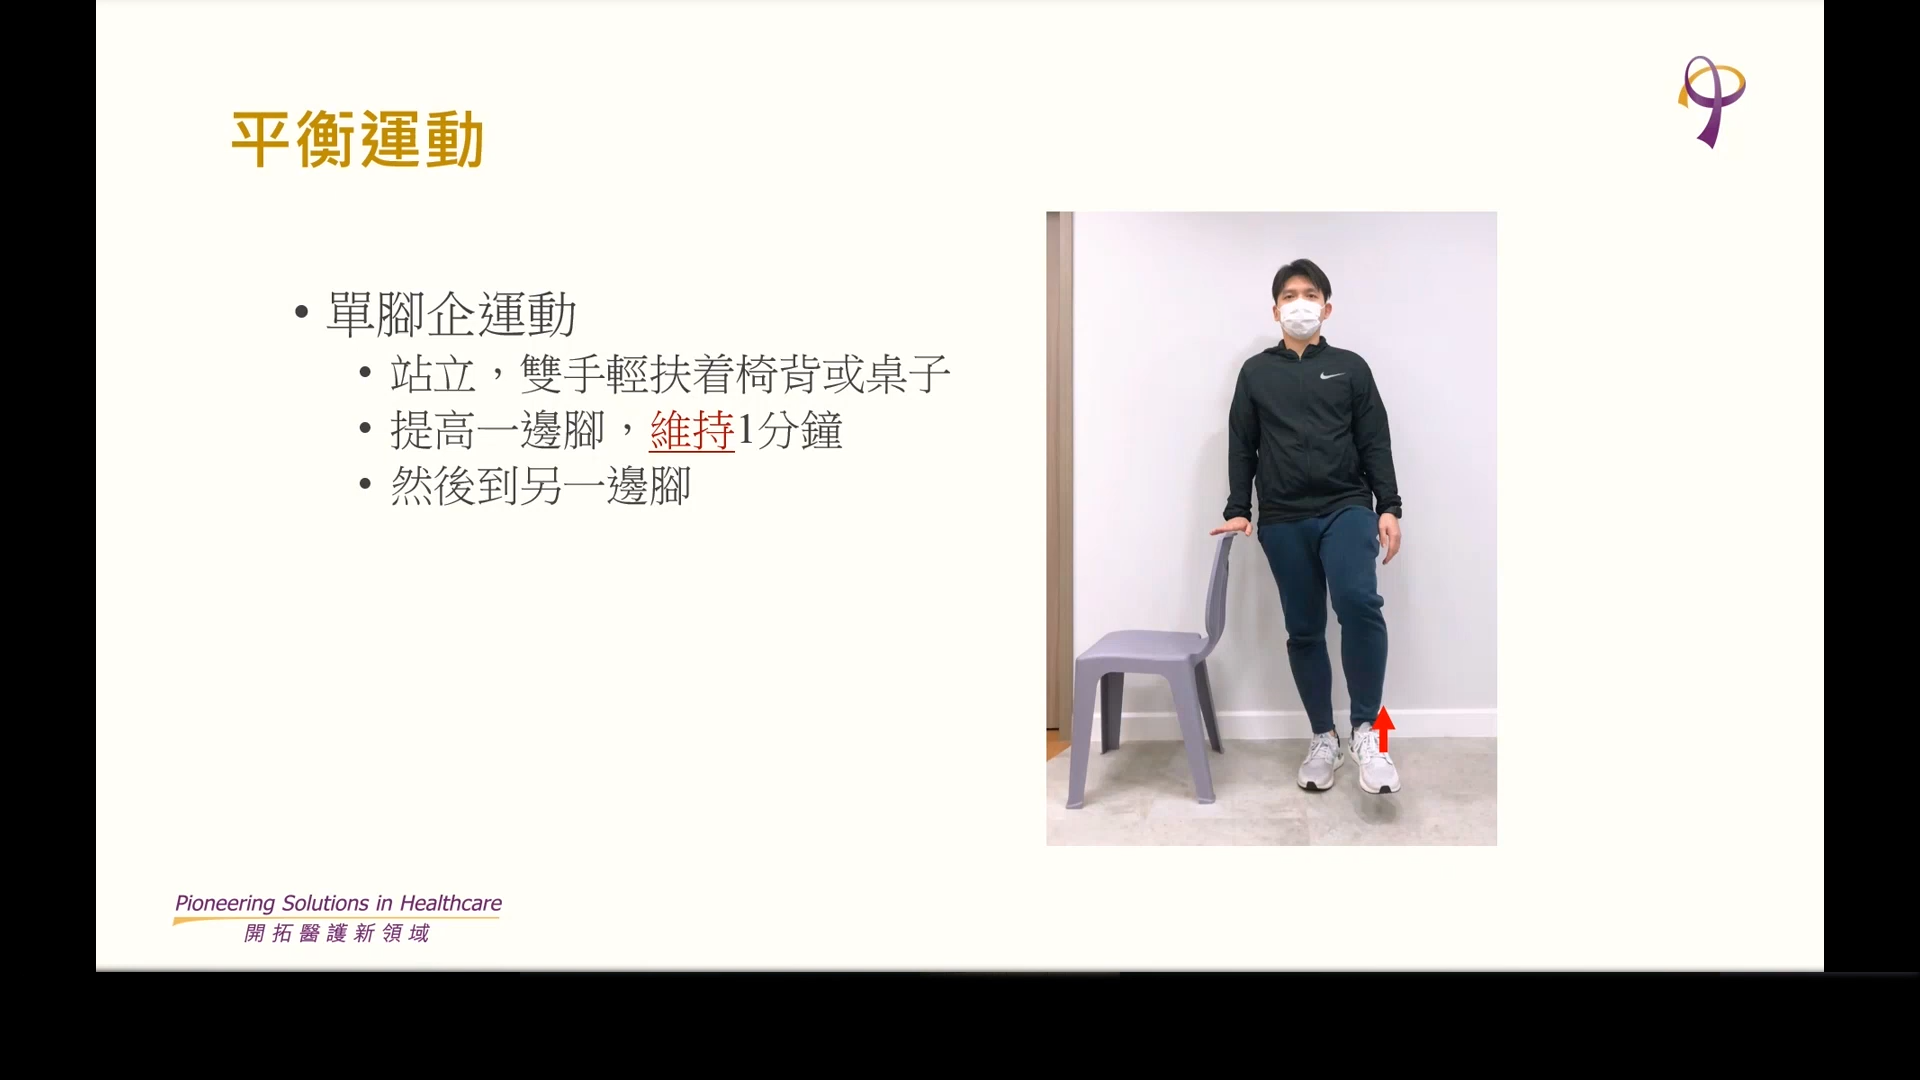 平衡運動
• 單腳企運動
• 站立，雙手輕扶着椅背或桌子
• 提高一邊腳，維持1分鐘
• 然後到另一邊腳
Pioneering Solutions in Healthcare
開拓醫護新領域